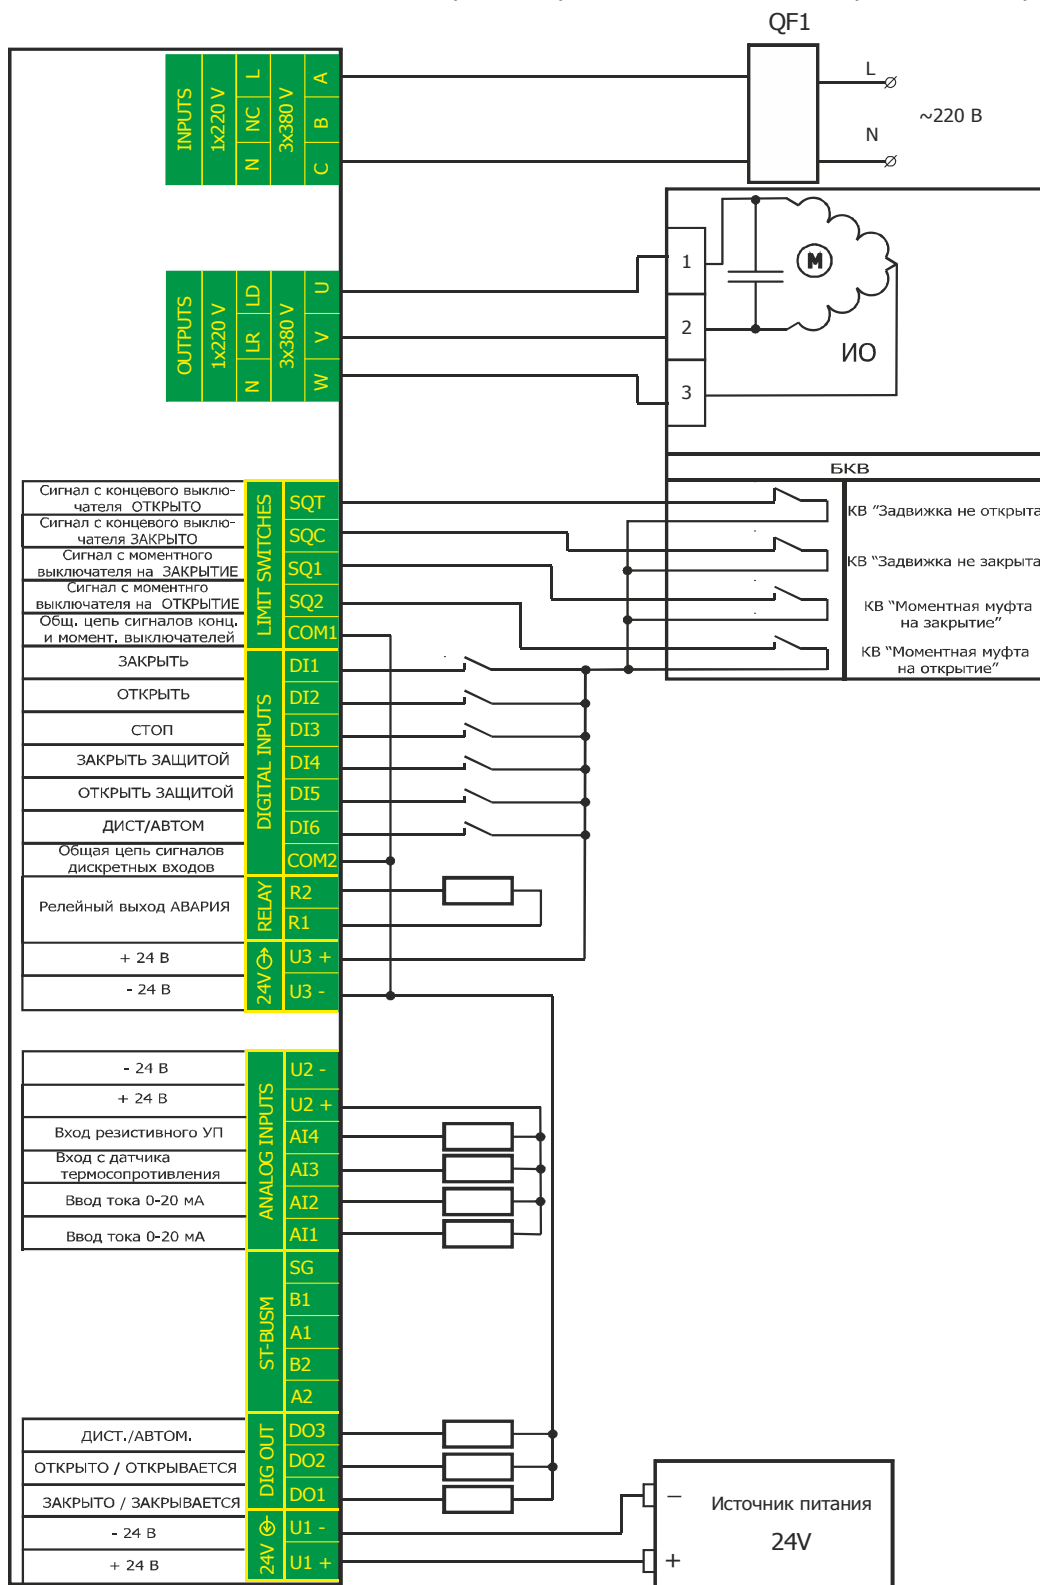 QF1
L
~220 В
N
INPUTS
1x220 V
N NC L
3x380 V
C B A
OUTPUTS
1x220 V
N LR LD
3x380 V
W V U
1
2
3
M
ИО
БКВ
КВ "Задвижка не открыта
КВ "Задвижка не закрыта
КВ "Моментная муфта
на закрытие"
КВ "Моментная муфта
на открытие"
LIMIT SWITCHES
Сигнал с концевого выклю-
чателя ОТКРЫТО
SQT
Сигнал с концевого выклю-
чателя ЗАКРЫТО
SQC
Сигнал с моментного
выключателя на ЗАКРЫТИЕ
SQ1
Сигнал с моментнго
выключателя на ОТКРЫТИЕ
SQ2
Общ. цепь сигналов конц.
и момент. выключателей
COM1
DIGITAL INPUTS
ЗАКРЫТЬ DI1
ОТКРЫТЬ DI2
СТОП DI3
ЗАКРЫТЬ ЗАЩИТОЙ DI4
ОТКРЫТЬ ЗАЩИТОЙ DI5
ДИСТ/АВТОМ DI6
Общая цепь сигналов
дискретных входов
COM2
RELAY
Релейный выход АВАРИЯ
R2
R1
24V
+ 24 В U3 +
- 24 В U3 -
ANALOG INPUTS
- 24 В U2 -
+ 24 В U2 +
Вход резистивного УП AI4
Вход с датчика
термосопротивления
AI3
Ввод тока 0-20 мА AI2
Ввод тока 0-20 мА AI1
ST-BUSM
SG
B1
A1
B2
A2
DIG OUT
ДИСТ./АВТОМ. DO3
ОТКРЫТО / ОТКРЫВАЕТСЯ DO2
ЗАКРЫТО / ЗАКРЫВАЕТСЯ DO1
24V
- 24 В U1 -
+ 24 В U1 +
−
Источник питания
24V
+